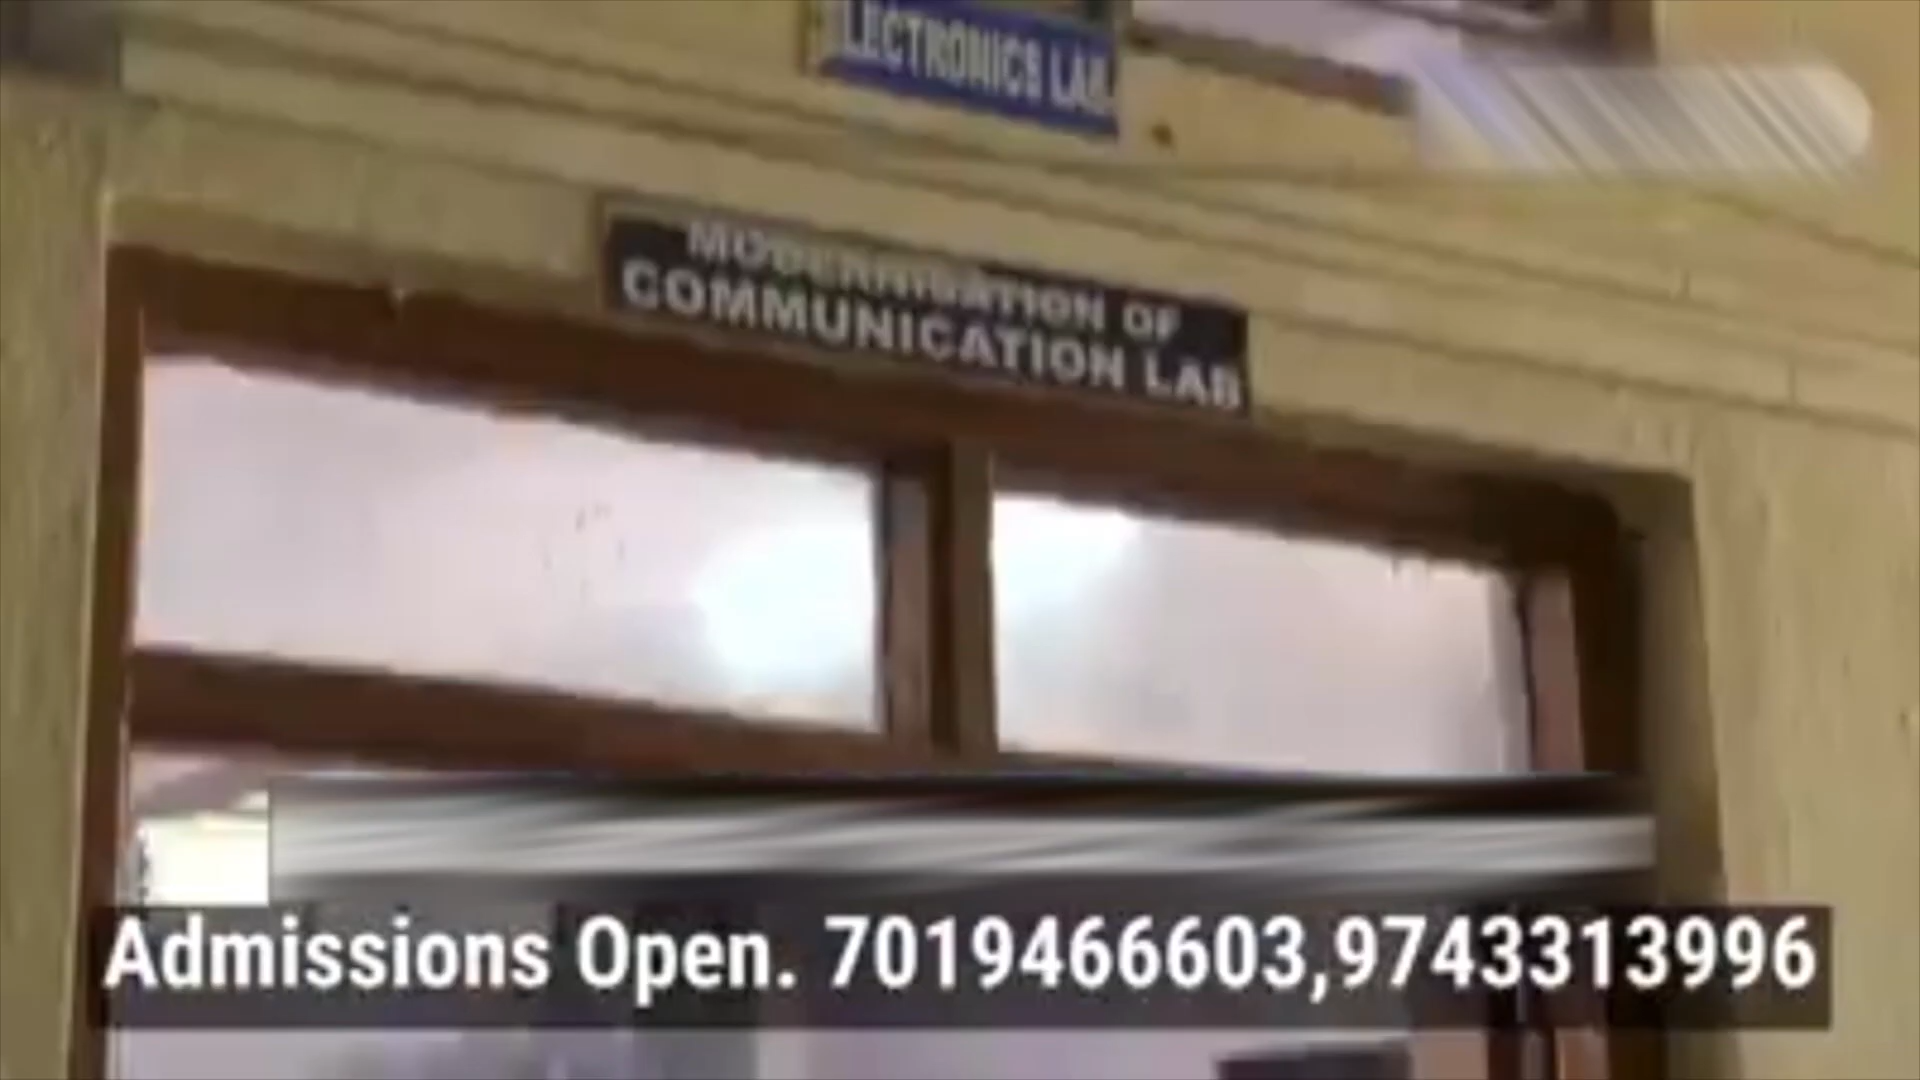 LECTRONICS LAB
MODERNISATION OF
COMMUNICATION LAB
Admissions Open. 7019466603,9743313996